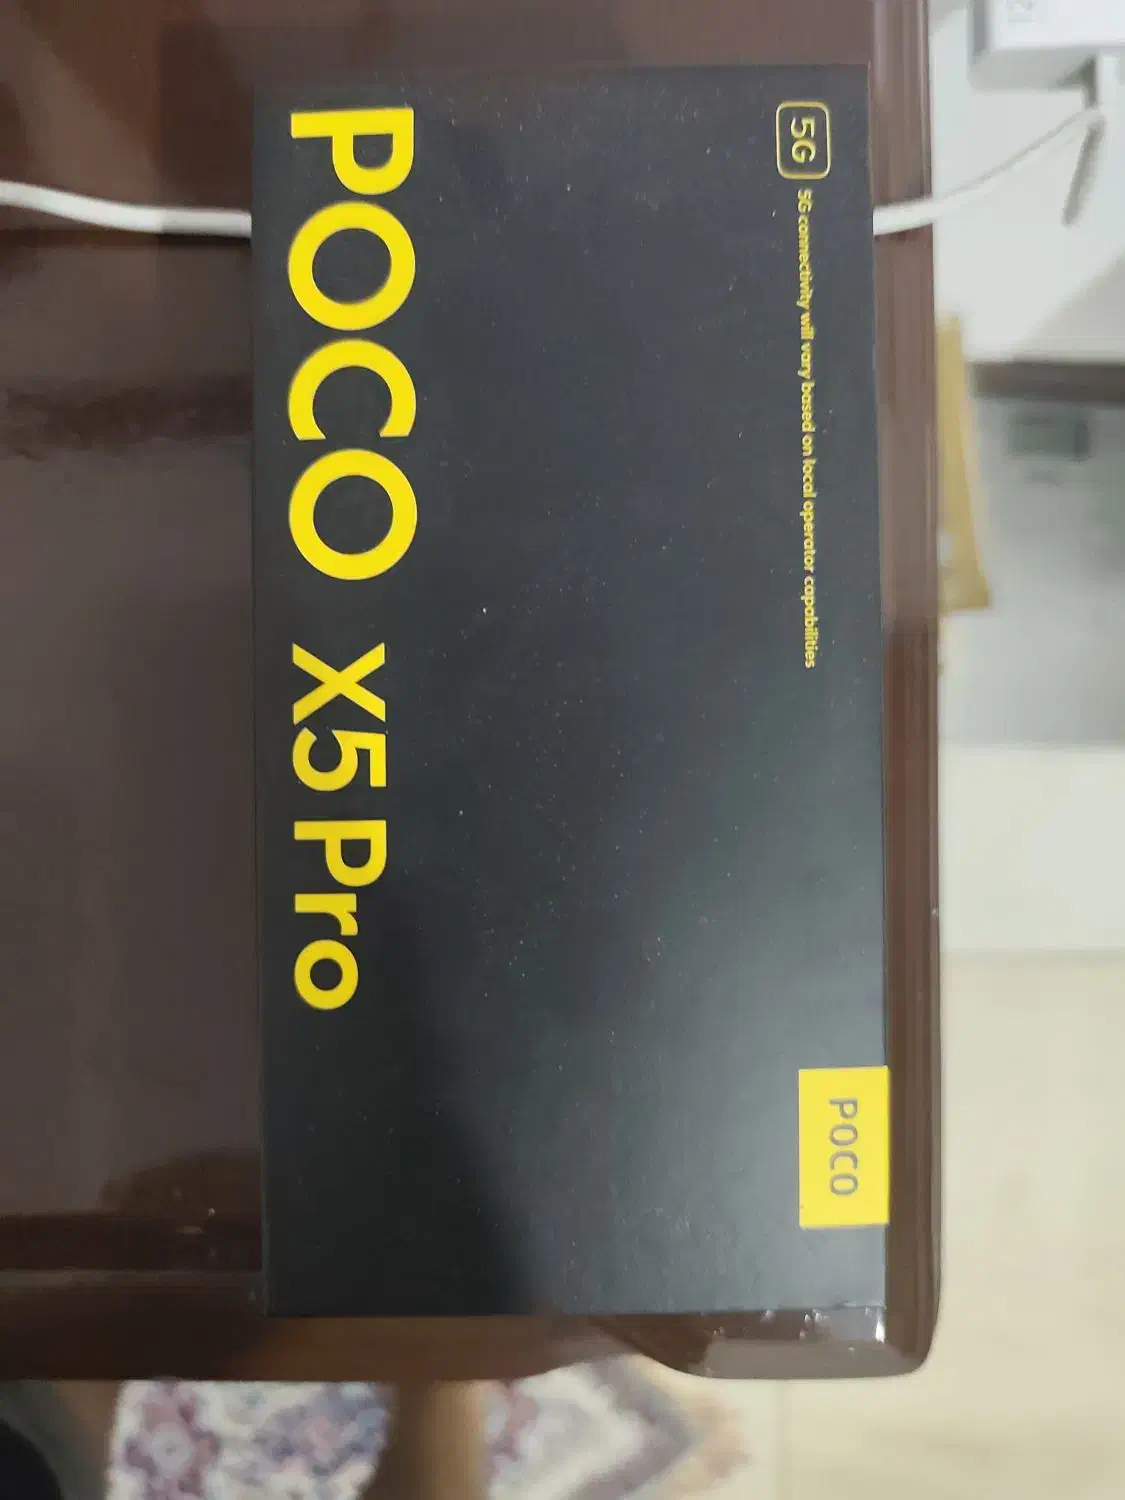 5G 5G connectivity will vary based on local operator capabilities
POCO
POCO X5 Pro